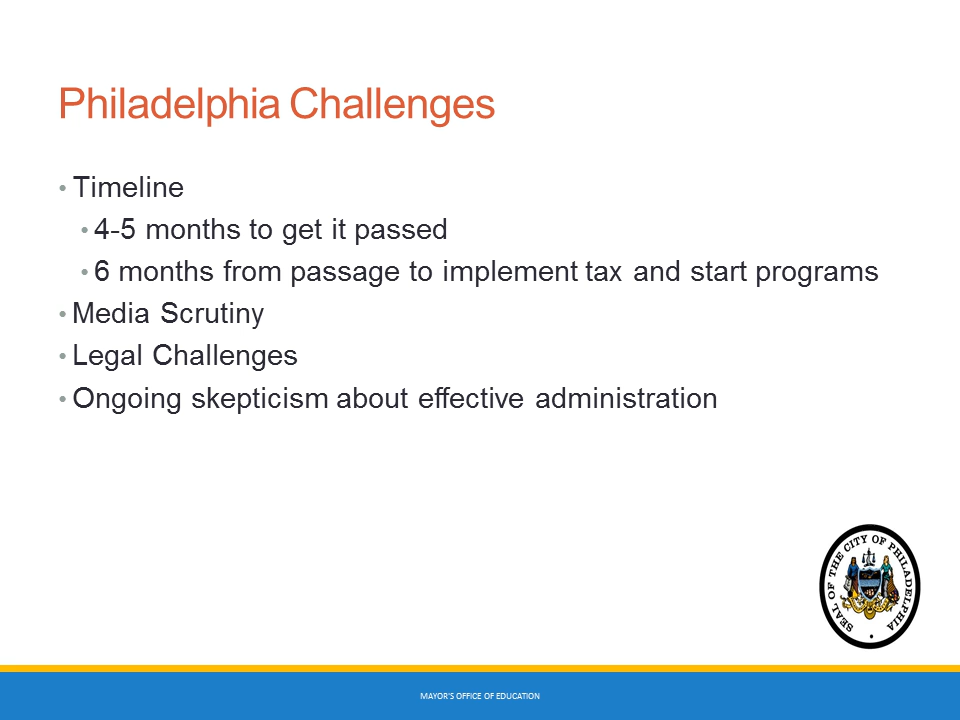 Philadelphia Challenges
• Timeline
• 4-5 months to get it passed
• 6 months from passage to implement tax and start programs
• Media Scrutiny
• Legal Challenges
• Ongoing skepticism about effective administration
SEAL OF THE CITY OF PHILADELPHIA
MAYOR'S OFFICE OF EDUCATION